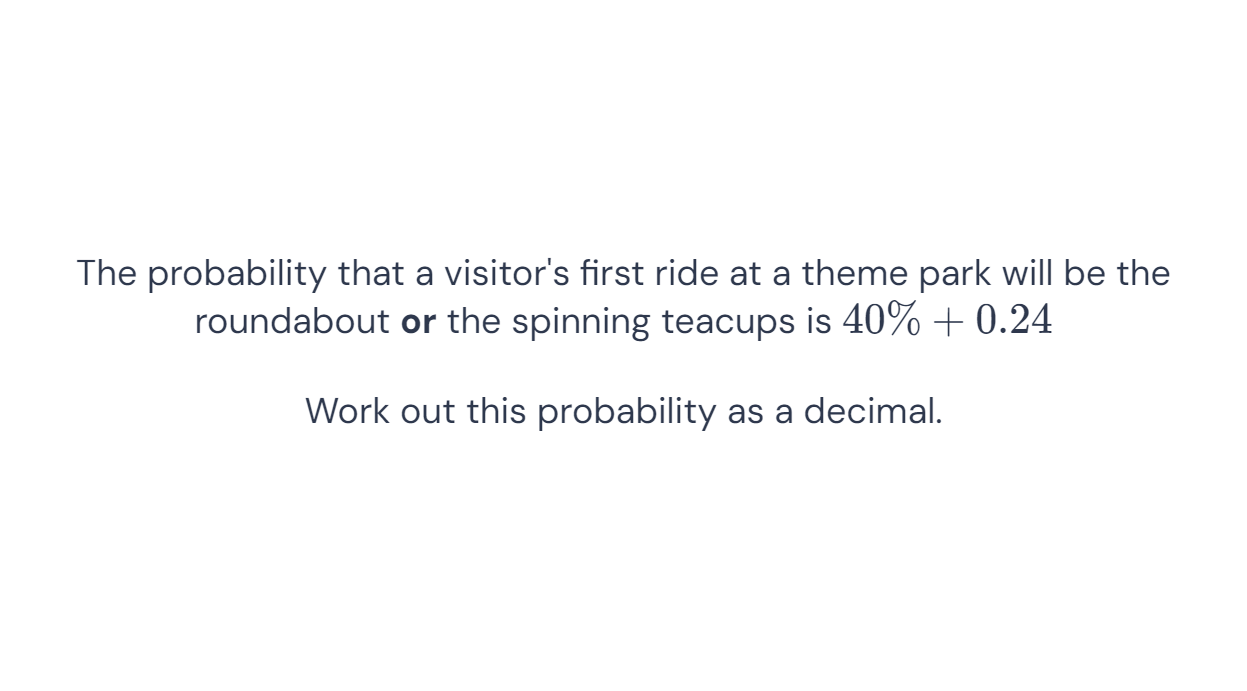 The probability that a visitor's first ride at a theme park will be the
roundabout or the spinning teacups is 40% + 0.24
Work out this probability as a decimal.